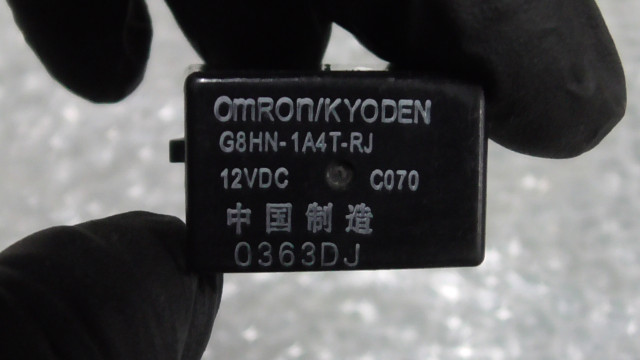 OmRON/KYODEN
G8HN-1A4T-RJ
12VDC C070
中国制造
0363DJ